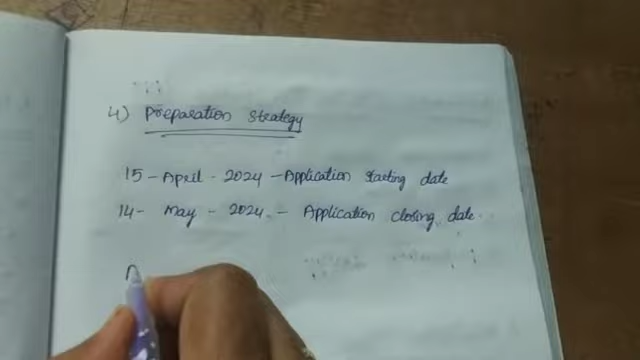 4) Preparation strategy
15 - April - 2024 - Application starting date
14 - May - 2024. - Application closing date.